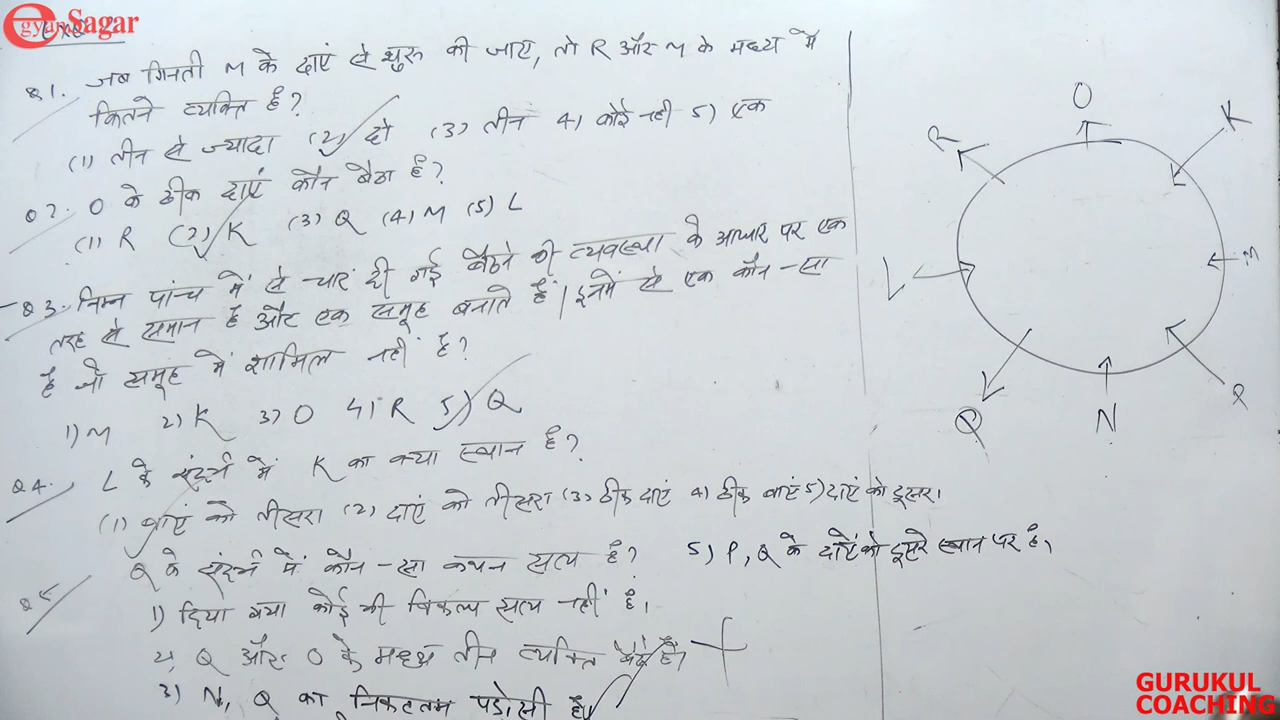 egyan Sagar
Exe
Q1. जब गिनती M के दाएं से शुरू की जाए, तो R और M के मध्य में
कितने व्यक्ति हैं?
(1) तीन से ज्यादा (2) दो (3) तीन 4) कोई नहीं 5) एक
Q2. O के ठीक दाएं कौन बैठा है?
(1) R (2) K (3) Q (4) M (5) L
Q3. निम्न पांच में से चार दी गई बैठने की व्यवस्था के आधार पर एक
तरह से समान है और एक समूह बनाते हैं। इनमें से एक कौन-सा
है जो समूह में शामिल नहीं है?
1) M 2) K 3) O 4) R 5) Q
Q4. L के संदर्भ में K का क्या स्थान है?
(1) बाएं को तीसरा (2) दाएं को तीसरा (3) ठीक दाएं 4) ठीक बाएं 5) दाएं को दूसरा।
Q5. Q के संदर्भ में कौन-सा कथन सत्य है? 5) P, Q के दाएं को दूसरे स्थान पर है।
1) दिया गया कोई भी विकल्प सत्य नहीं है।
2) Q और O के मध्य तीन व्यक्ति बैठे हैं।
3) N, Q का निकटतम पड़ोसी है।
O
K
R
M
L
P
Q
N
GURUKUL
COACHING